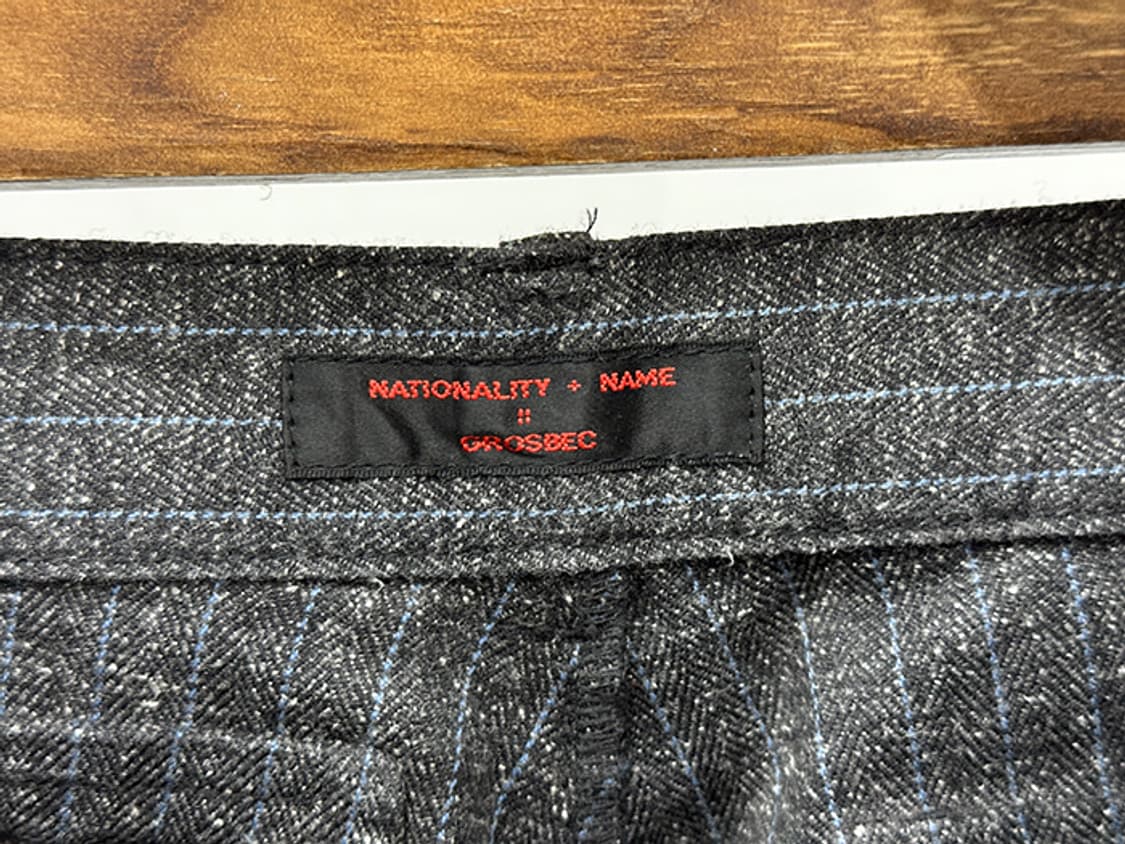 NATIONALITY + NAME
::
GROSBEC